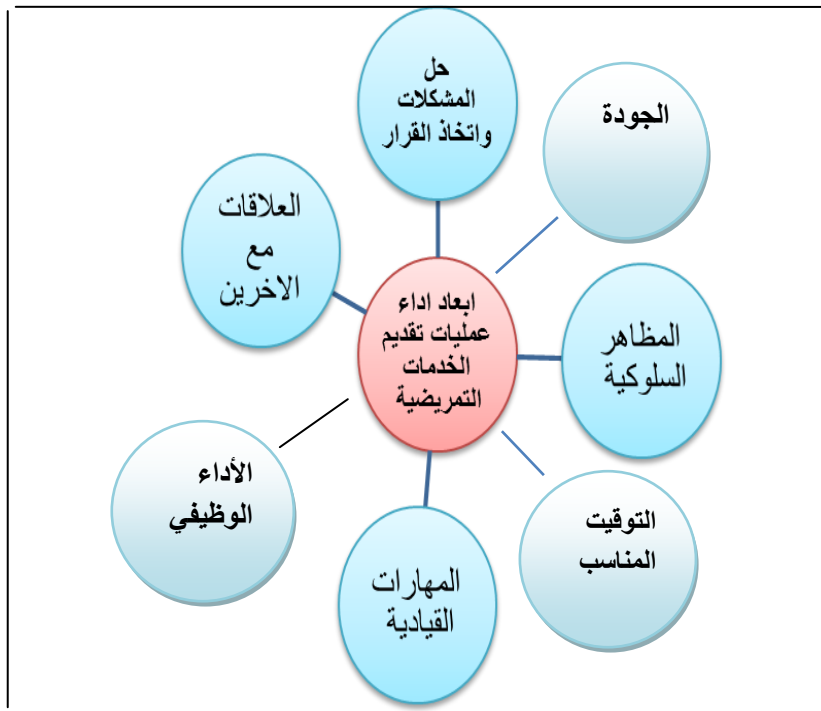 حل
المشكلات
واتخاذ القرار
الجودة
العلاقات
مع
الاخرين
ابعاد اداء
عمليات تقديم
الخدمات
التمريضية
المظاهر
السلوكية
الأداء
الوظيفي
التوقيت
المناسب
المهارات
القيادية